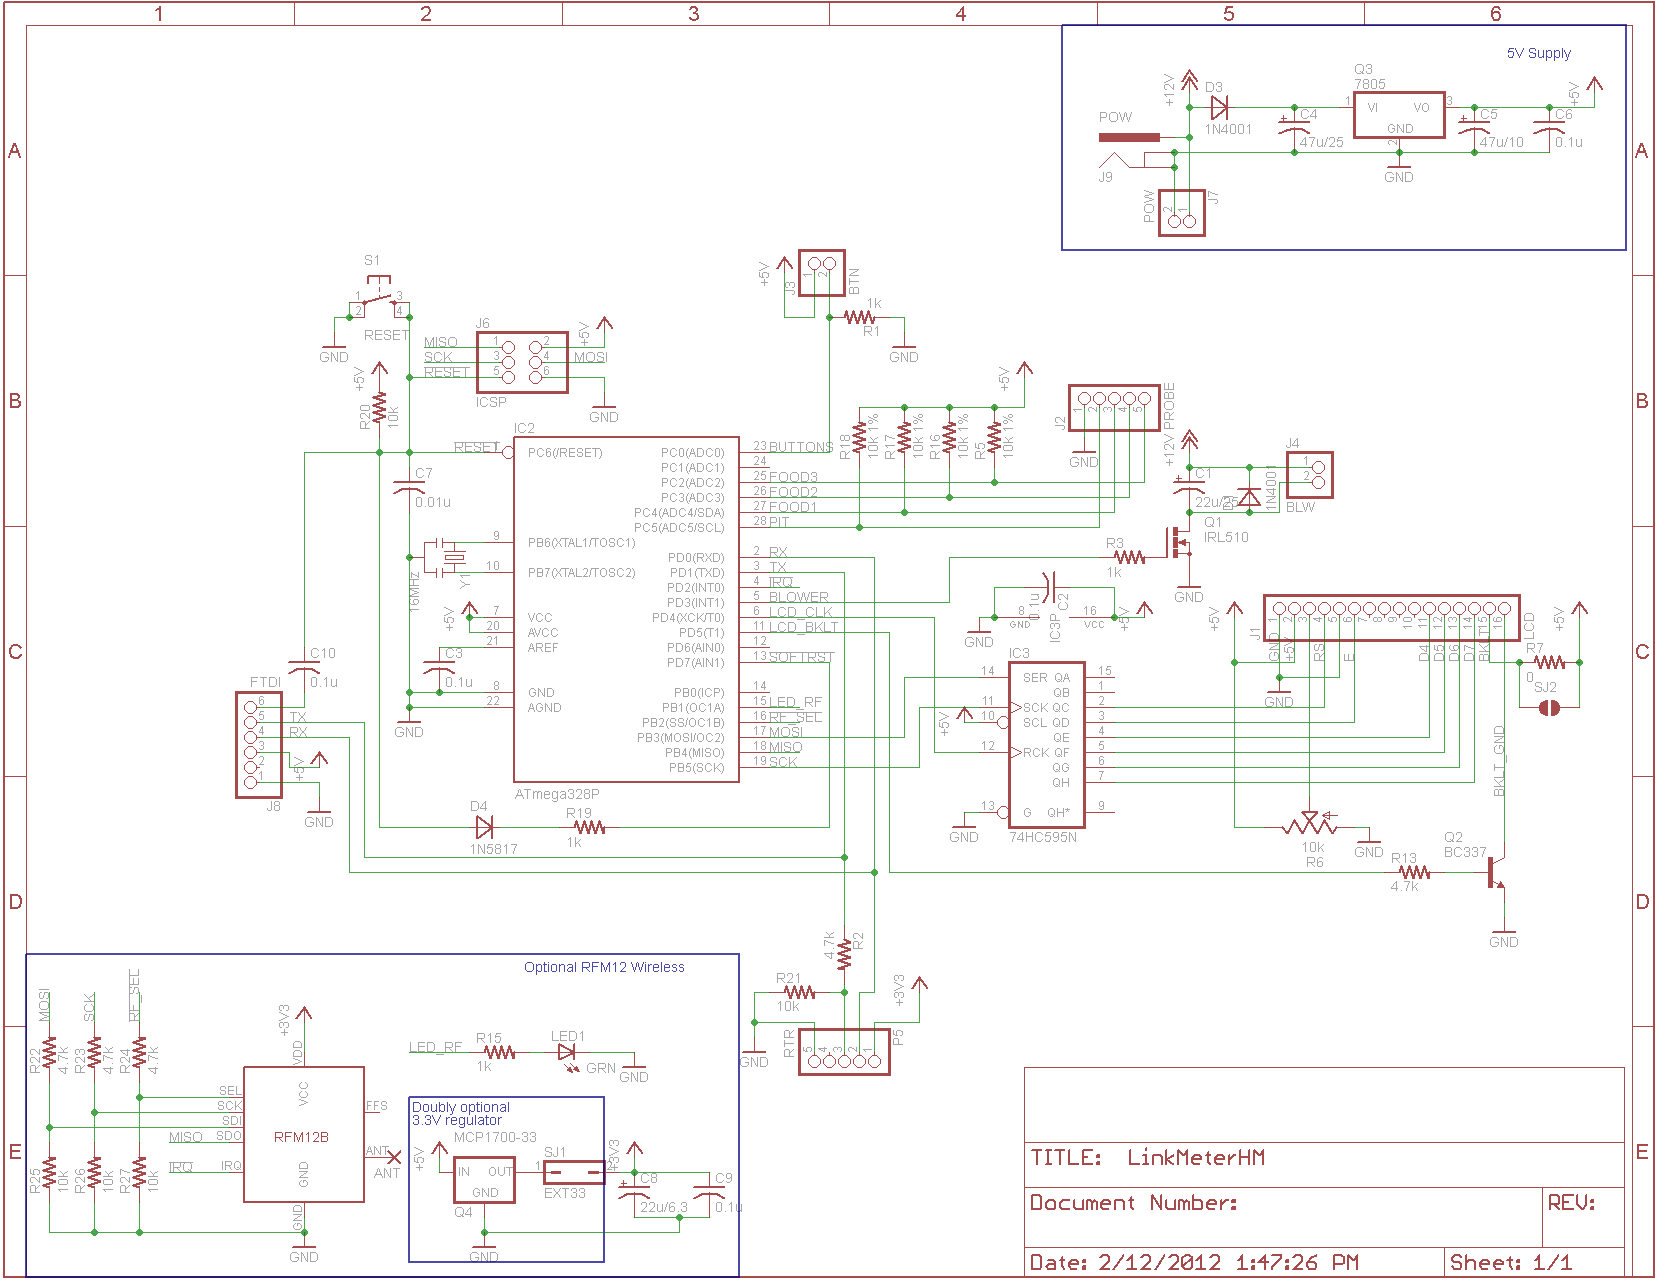 1 2 3 4 5 6
A
B
C
D
E
A
B
C
D
E
5V Supply
+12V
D3
1N4001
POW
J9
POW
2
1
J7
C4
47u/25
Q3
7805
1
VI
VO
3
GND
2
GND
C5
47u/10
C6
0.1u
+5V
S1
1
2
3
4
RESET
GND
+5V
R20
10k
J6
MISO
SCK
RESET
1
3
5
2
4
6
MOSI
+5V
ICSP
GND
+5V
J3
1
2
BTN
1k
R1
GND
RESET
IC2
PC6(/RESET)
9
PB6(XTAL1/TOSC1)
10
PB7(XTAL2/TOSC2)
7
VCC
20
AVCC
21
AREF
8
GND
22
AGND
ATmega328P
PC0(ADC0)
23
BUTTONS
PC1(ADC1)
24
PC2(ADC2)
25
FOOD3
PC3(ADC3)
26
FOOD2
PC4(ADC4/SDA)
27
FOOD1
PC5(ADC5/SCL)
28
PIT
PD0(RXD)
2
RX
PD1(TXD)
3
TX
PD2(INT0)
4
IRQ
PD3(INT1)
5
BLOWER
PD4(XCK/T0)
6
LCD_CLK
PD5(T1)
11
LCD_BKLT
PD6(AIN0)
12
PD7(AIN1)
13
SOFTRST
PB0(ICP)
14
PB1(OC1A)
15
LED_RF
PB2(SS/OC1B)
16
RF_SEL
PB3(MOSI/OC2)
17
MOSI
PB4(MISO)
18
MISO
PB5(SCK)
19
SCK
C7
0.01u
16MHz
Y1
+5V
C3
0.1u
GND
C10
0.1u
FTDI
6
5
4
3
2
1
TX
RX
+5V
J8
GND
D4
1N5817
R19
1k
R18
10k 1%
R17
10k 1%
R16
10k 1%
R5
10k 1%
+5V
J2
1
2
3
4
5
PROBE
GND
+12V
C1
22u/25
1N4001
J4
1
2
BLW
Q1
IRL510
R3
1k
GND
0.1u
C2
8
GND
IC3P
16
VCC
+5V
GND
IC3
14
SER
QA
15
QB
1
11
SCK
QC
2
10
SCL
QD
3
QE
4
12
RCK
QF
5
QG
6
QH
7
13
G
QH*
9
+5V
GND
74HC595N
+5V
J1
1
2
3
4
5
6
7
8
9
10
11
12
13
14
15
16
LCD
GND
+5V
RS
E
D4
D5
D6
D7
BKLT
GND
+5V
R7
0
SJ2
BKLT_GND
10k
R6
GND
R13
4.7k
Q2
BC337
GND
4.7k
R2
R21
10k
GND
+3V3
RTR
5
4
3
2
1
P5
Optional RFM12 Wireless
MOSI
SCK
RF_SEL
R22
4.7k
R23
4.7k
R24
4.7k
R25
10k
R26
10k
R27
10k
+3V3
VDD
VCC
SEL
SCK
SDI
MISO
SDO
IRQ
IRQ
RFM12B
FFS
ANT
ANT
GND
GND
GND
LED_RF
R15
1k
LED1
GRN
GND
Doubly optional
3.3V regulator
MCP1700-33
+5V
IN
OUT
GND
Q4
GND
SJ1
1
2
EXT33
+3V3
C8
22u/6.3
C9
0.1u
TITLE: LinkMeterHM
Document Number:
REV:
Date: 2/12/2012 1:47:26 PM
Sheet: 1/1